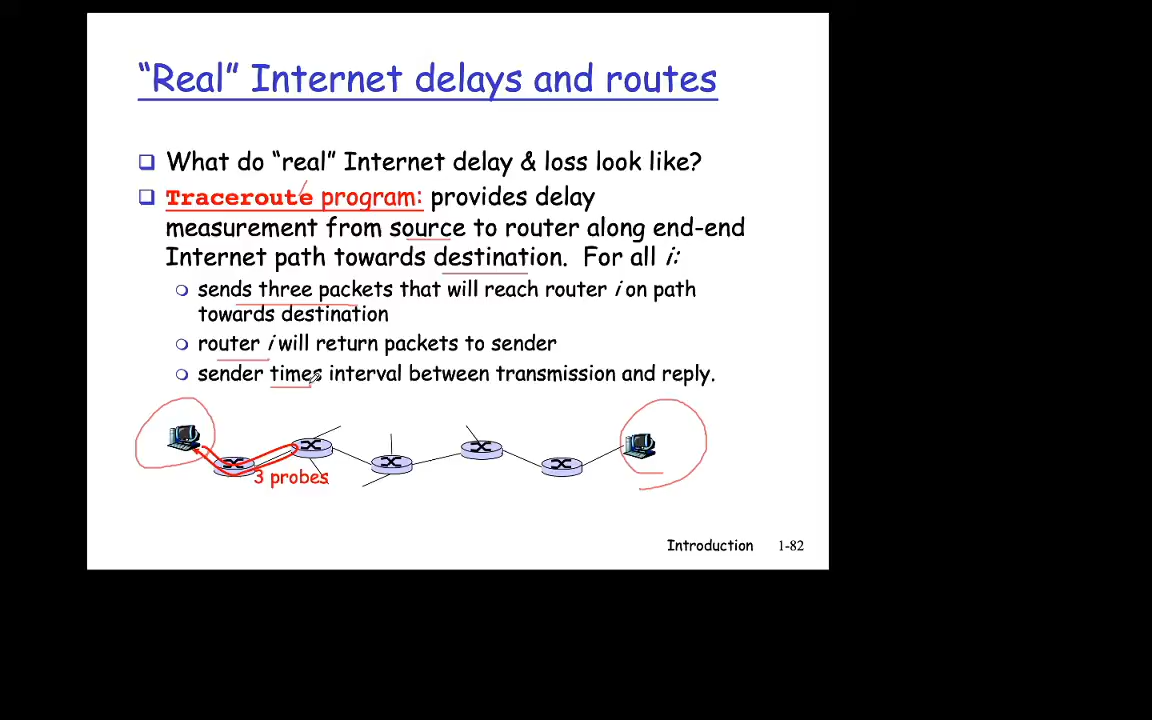 “Real” Internet delays and routes
What do “real” Internet delay & loss look like?
Traceroute program: provides delay
measurement from source to router along end-end
Internet path towards destination. For all i:
sends three packets that will reach router i on path
towards destination
router i will return packets to sender
sender times interval between transmission and reply.
3 probes
Introduction 1-82